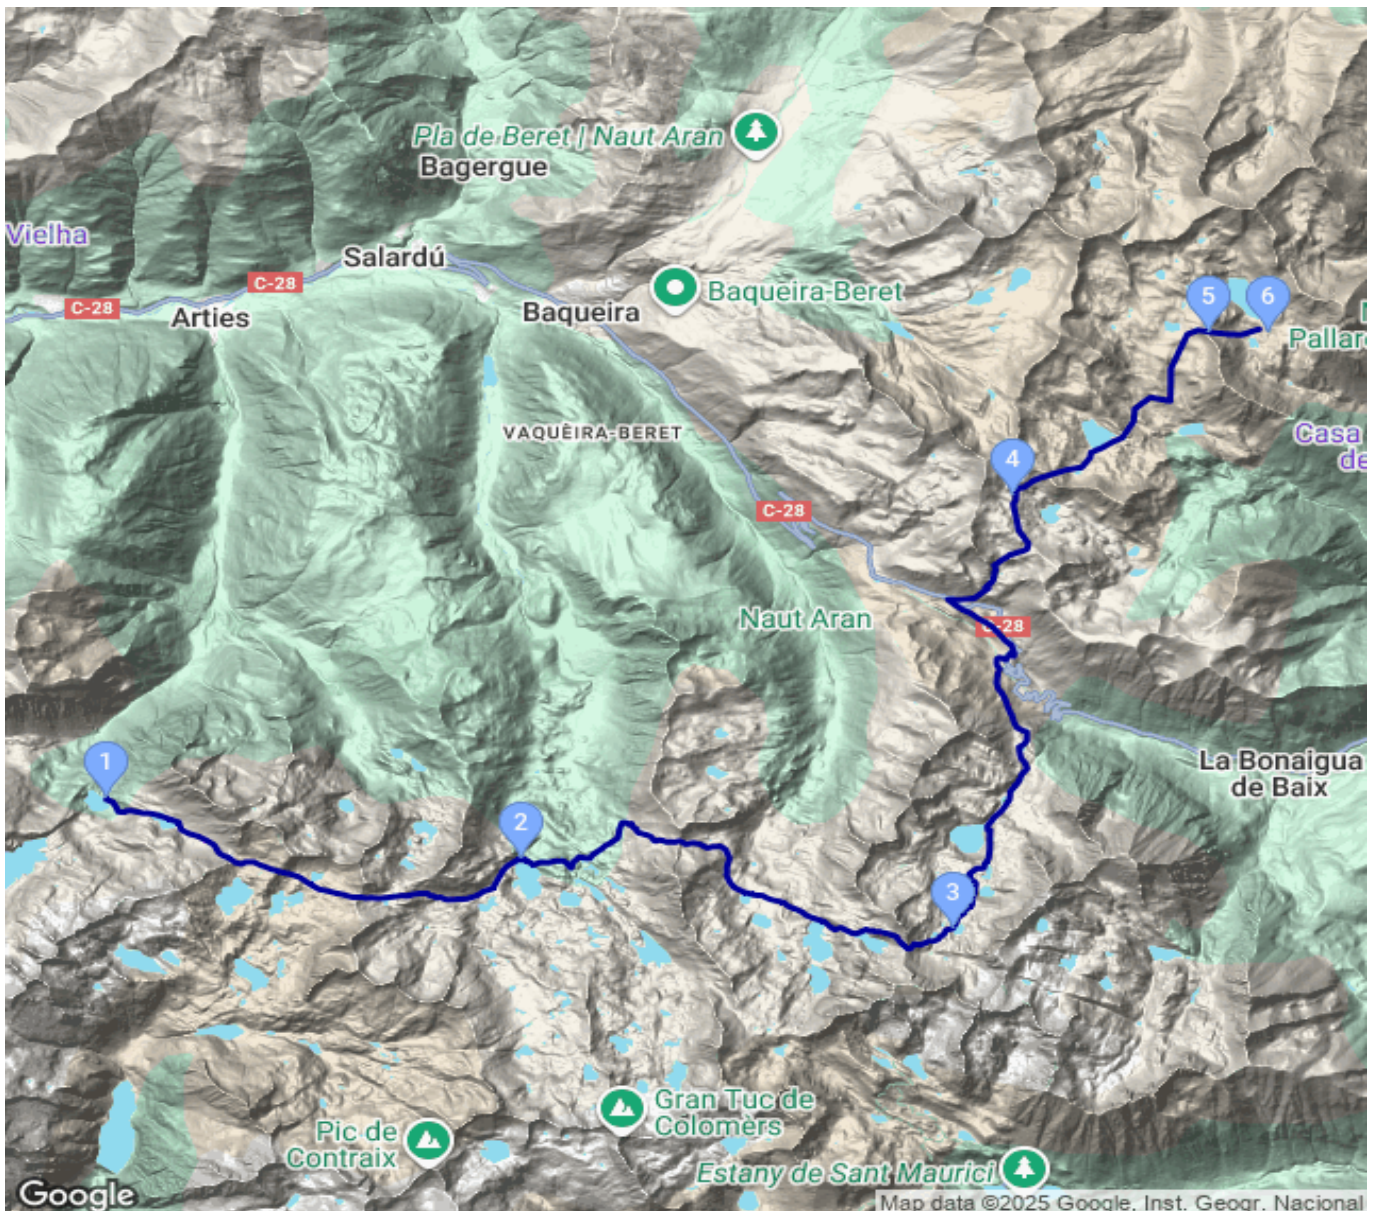 Pla de Beret | Naut Aran
Bagergue
Vielha
Salardú
C-28
C-28
Arties
Baqueira
Baqueira-Beret
5
6
Pallar
VAQUÈIRA-BERET
Casa
de
4
C-28
Naut Aran
C-28
1
La Bonaigua
de Baix
2
3
Gran Tuc de
Colomèrs
Pic de
Contraix
Estany de Sant Maurici
Google
Map data ©2025 Google, Inst. Geogr. Nacional